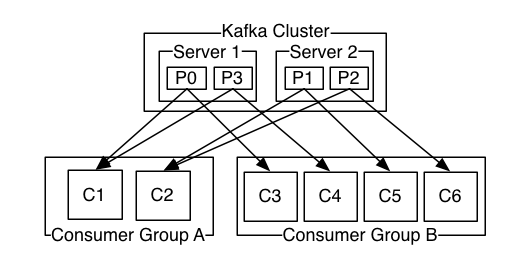 Kafka Cluster
Server 1 Server 2
P0 P3 P1 P2
C1 C2 C3 C4 C5 C6
Consumer Group A Consumer Group B